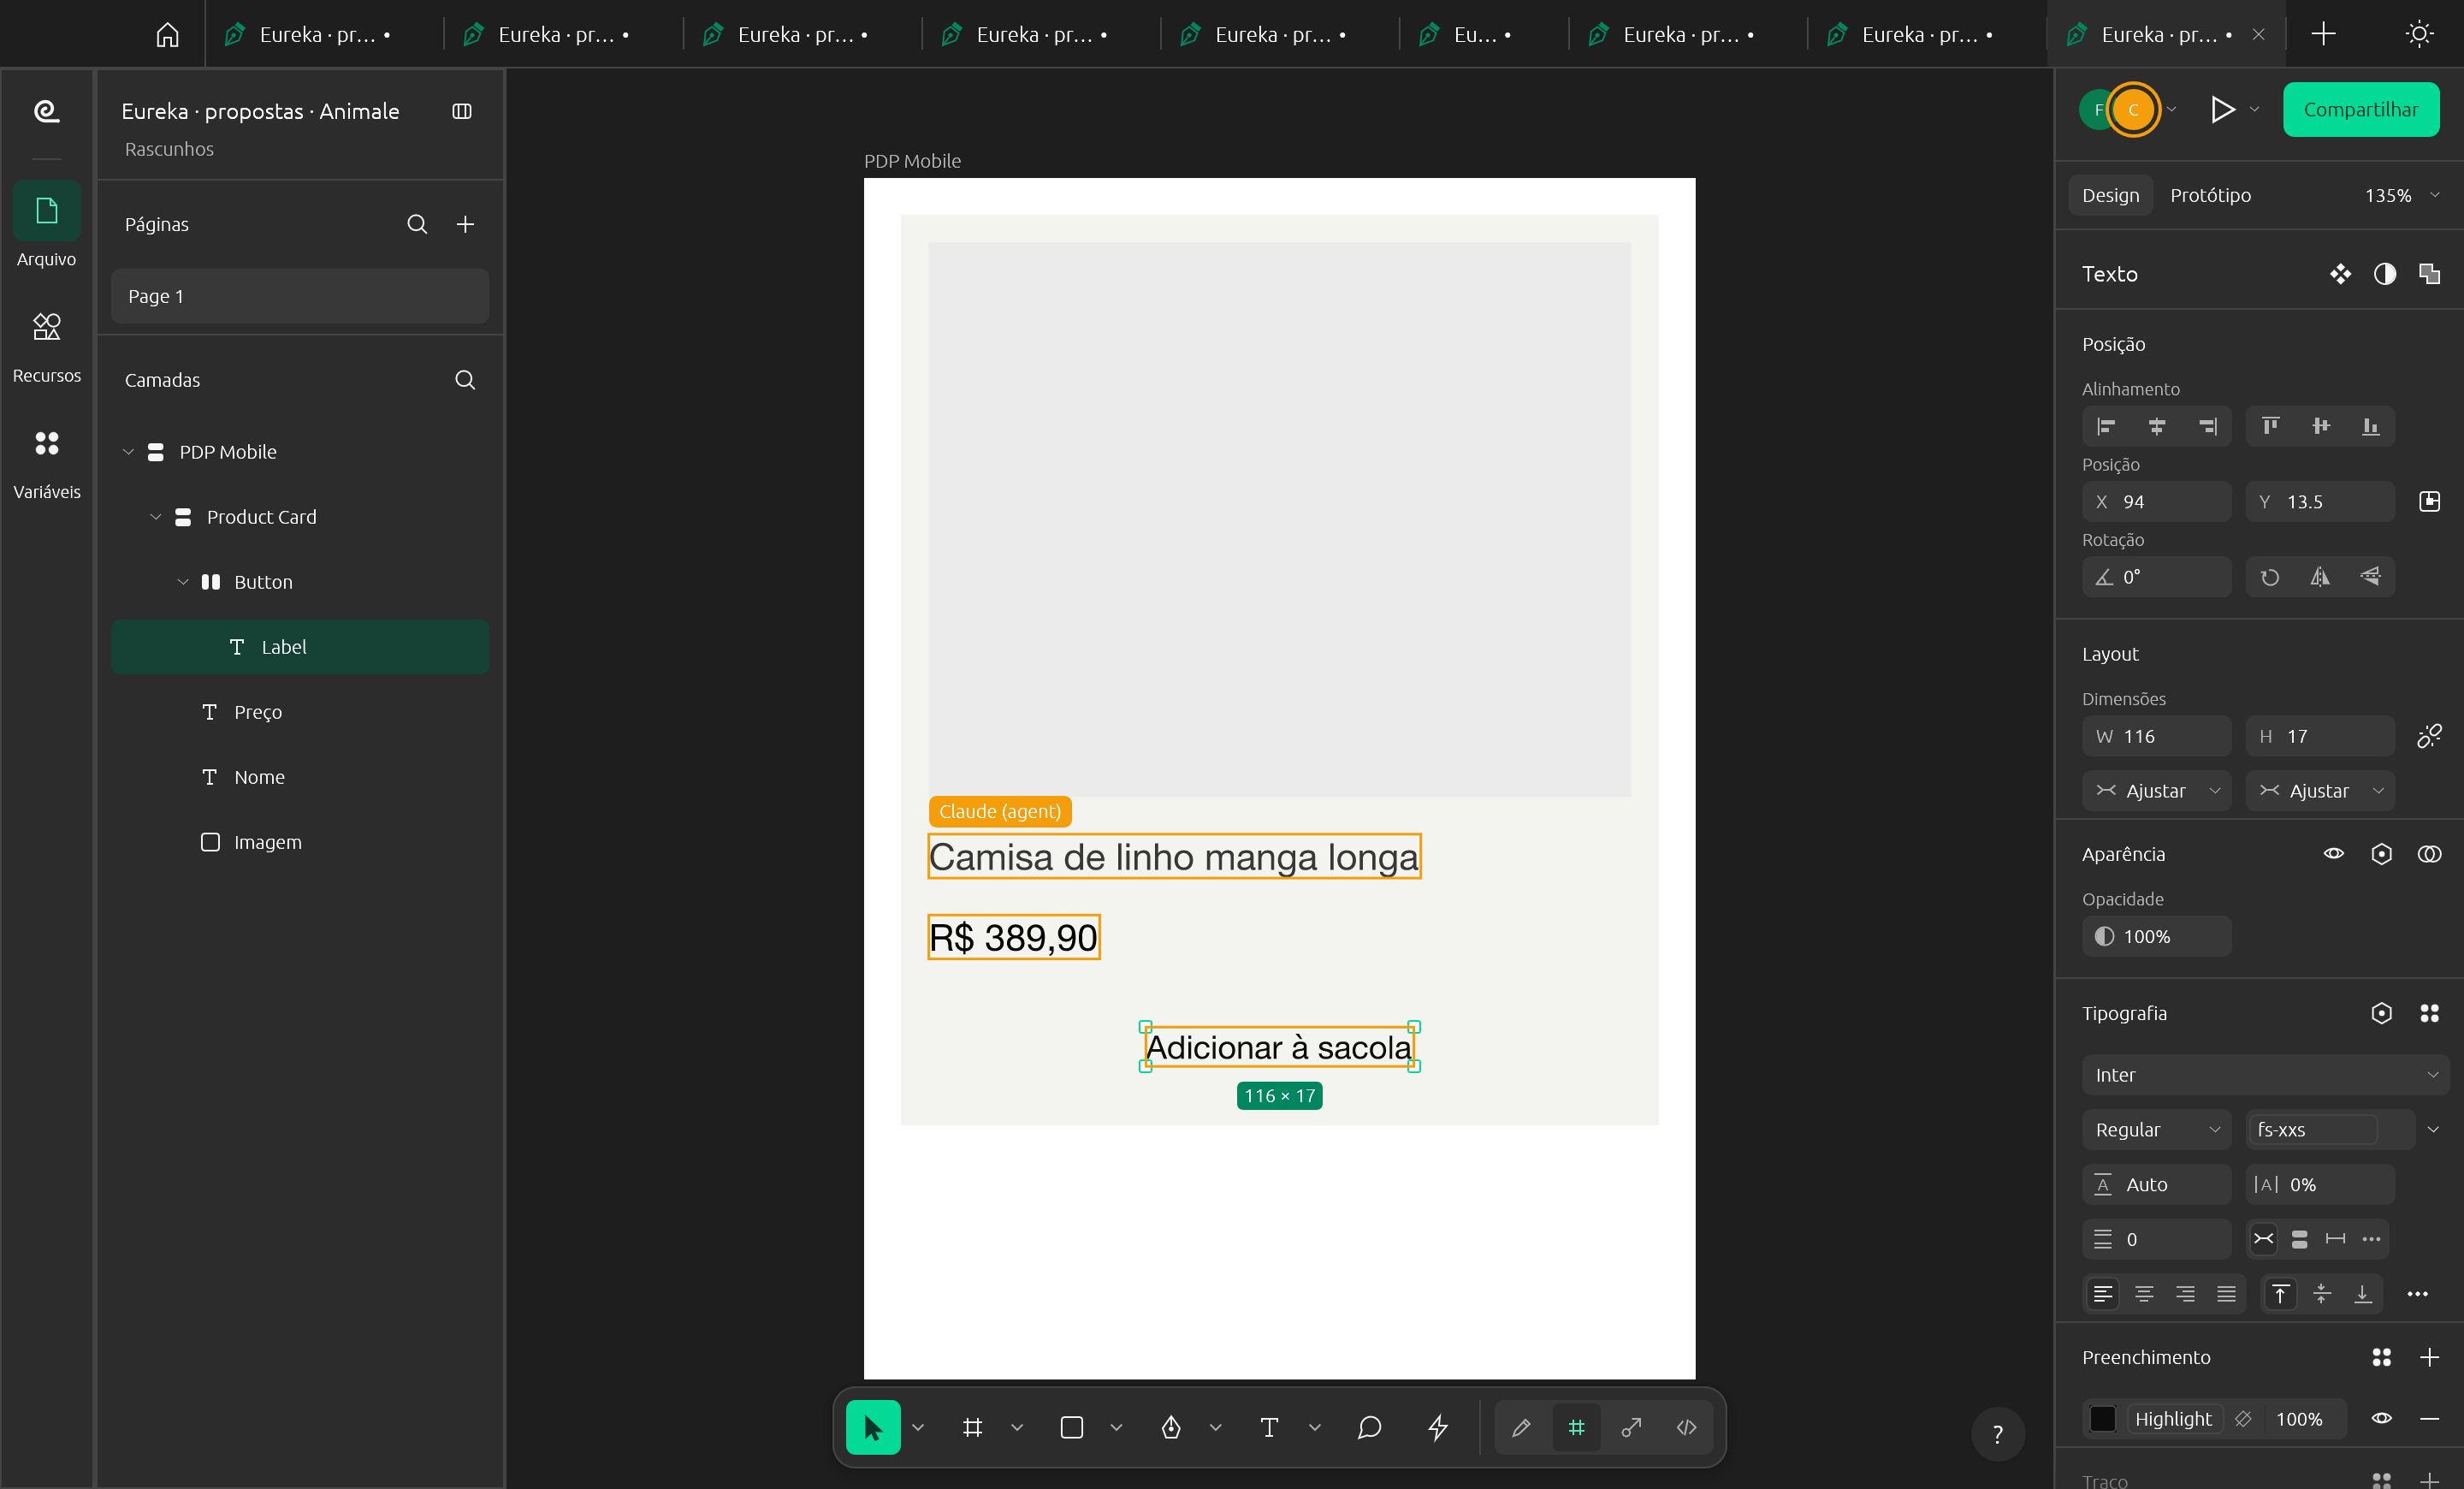 Eureka · pr… •
Eureka · pr… •
Eureka · pr… •
Eureka · pr… •
Eureka · pr… •
Eu… •
Eureka · pr… •
Eureka · pr… •
Eureka · pr… •
Eureka · propostas · Animale
Rascunhos
Arquivo
Recursos
Variáveis
Páginas
Page 1
Camadas
PDP Mobile
Product Card
Button
Label
Preço
Nome
Imagem
PDP Mobile
Claude (agent)
Camisa de linho manga longa
R$ 389,90
Adicionar à sacola
116 × 17
F
C
Compartilhar
Design
Protótipo
135%
Texto
Posição
Alinhamento
Posição
X 94
Y 13.5
Rotação
0°
Layout
Dimensões
W 116
H 17
Ajustar
Ajustar
Aparência
Opacidade
100%
Tipografia
Inter
Regular
fs-xxs
A Auto
|A| 0%
0
Preenchimento
Highlight
100%
Traço
?